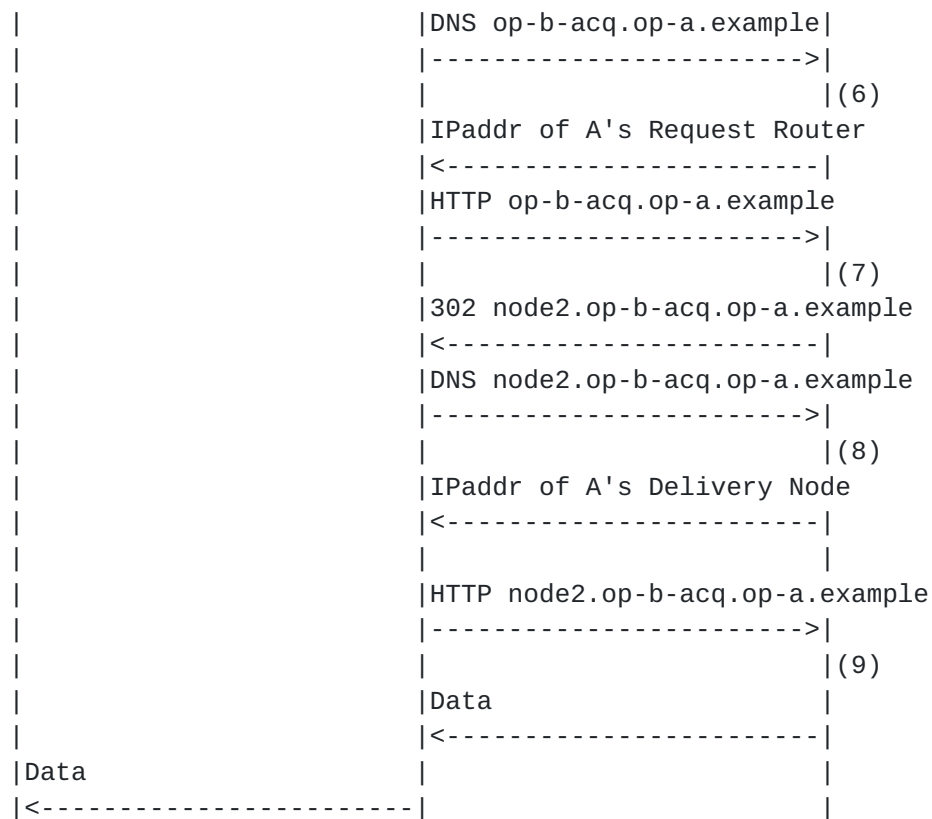 |                         |DNS op-b-acq.op-a.example|
|                         |------------------------>|
|                         |                         |(6)
|                         |IPaddr of A's Request Router
|                         |<------------------------|
|                         |HTTP op-b-acq.op-a.example
|                         |------------------------>|
|                         |                         |(7)
|                         |302 node2.op-b-acq.op-a.example
|                         |<------------------------|
|                         |DNS node2.op-b-acq.op-a.example
|                         |------------------------>|
|                         |                         |(8)
|                         |IPaddr of A's Delivery Node
|                         |<------------------------|
|                         |                         |
|                         |HTTP node2.op-b-acq.op-a.example
|                         |------------------------>|
|                         |                         |(9)
|                         |Data                     |
|                         |<------------------------|
|Data                     |                         |
|<------------------------|                         |